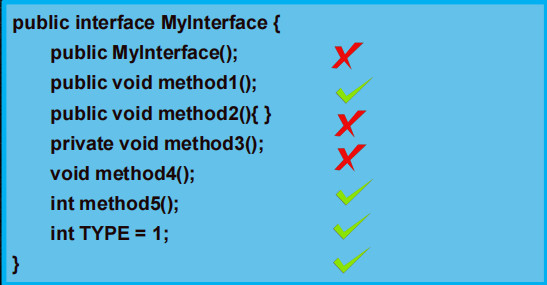 public interface MyInterface {
public MyInterface();
public void method1();
public void method2(){ }
private void method3();
void method4();
int method5();
int TYPE = 1;
}